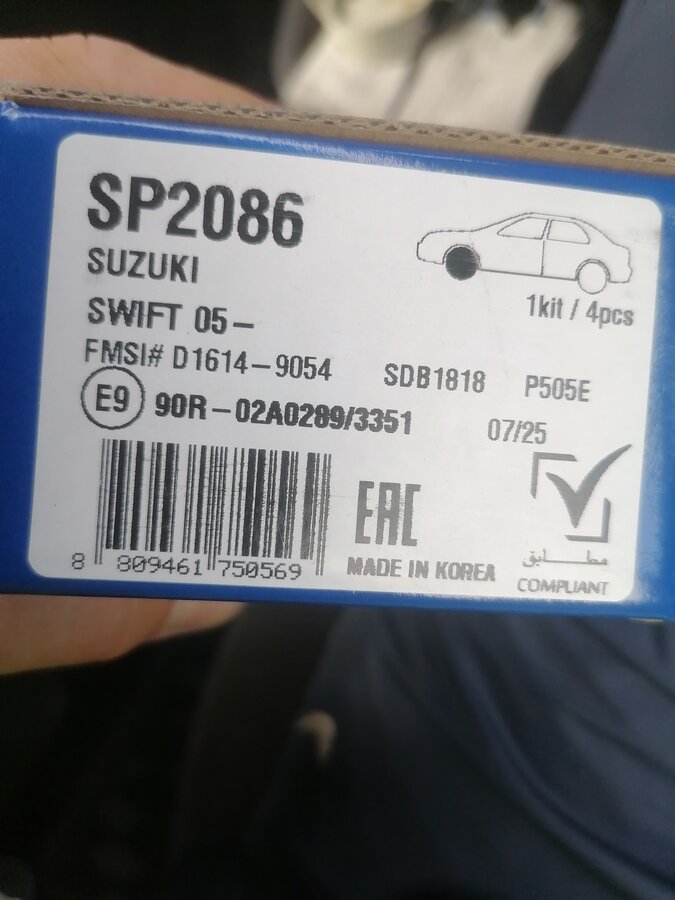 SP2086
SUZUKI
SWIFT 05-
1kit / 4pcs
FMSI# D1614-9054 SDB1818 P505E
E9 90R-02A0289/3351 07/25
8 809461 750569
EAC
MADE IN KOREA
مطابق
COMPLIANT